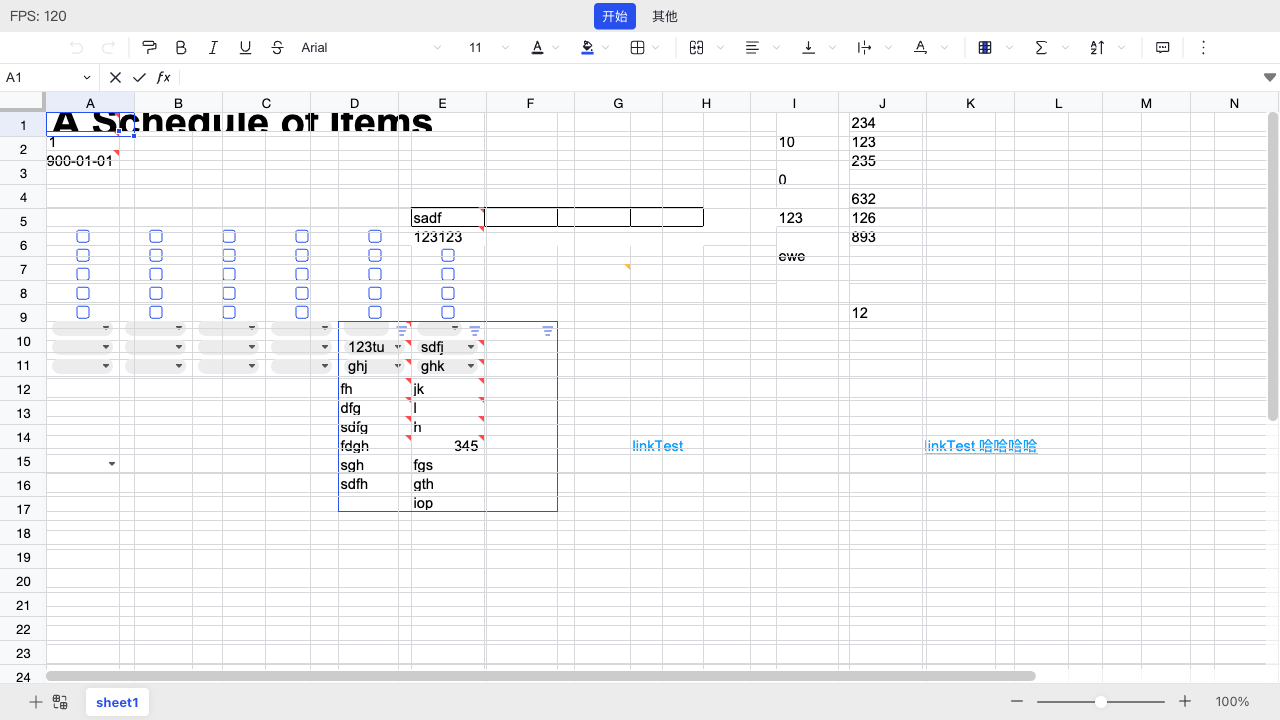 FPS: 120 开始 其他
Arial 11
A1 fx
A B C D E F G H I J K L M N
1 A Schedule of Items 234
2 1 10 123
3 900-01-01 235
0
4 632
5 sadf 123 126
6 123123 893
7 ewe
8
9 12
10 123tu sdfj
11 ghj ghk
12 fh jk
13 dfg l
sdfg h
14 fdgh 345 linkTest linkTest 哈哈哈哈
15 sgh fgs
16 sdfh gth
17 iop
18
19
20
21
22
23
24
sheet1 100%